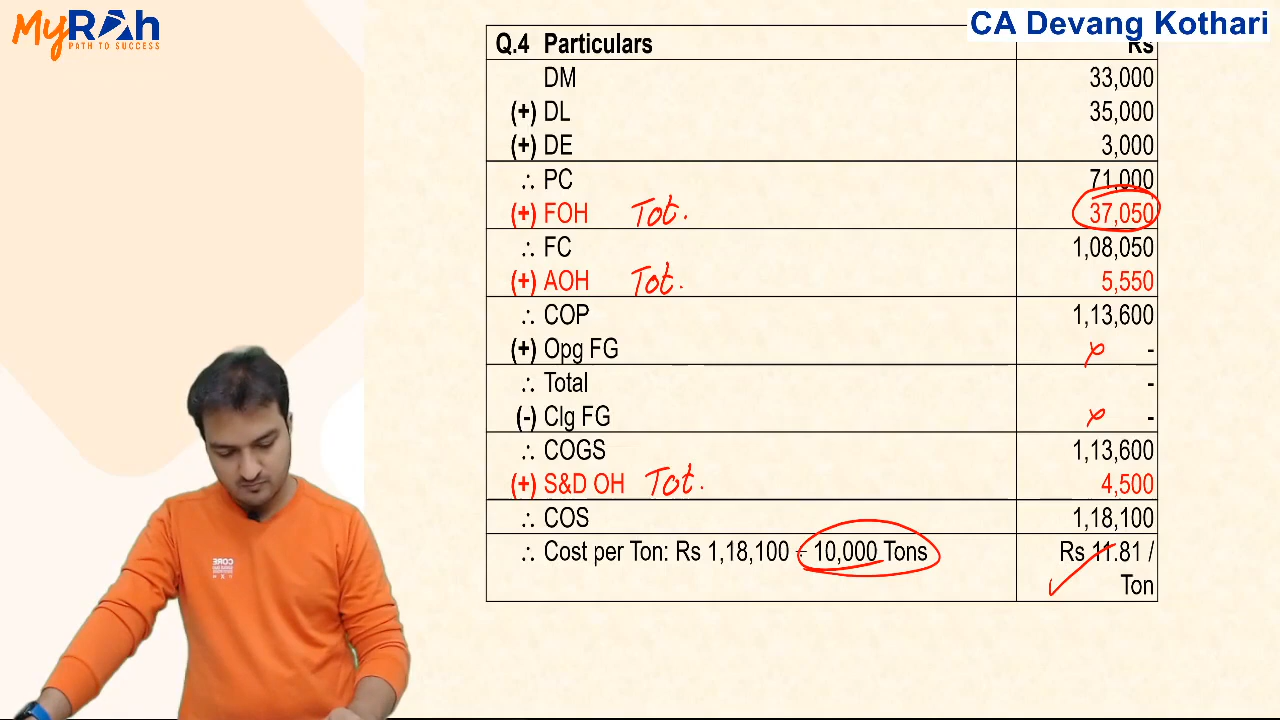 MyRah
PATH TO SUCCESS
CA Devang Kothari
Q.4 Particulars Rs
DM 33,000
(+) DL 35,000
(+) DE 3,000
∴ PC 71,000
(+) FOH Tot. 37,050
∴ FC 1,08,050
(+) AOH Tot. 5,550
∴ COP 1,13,600
(+) Opg FG -
∴ Total -
(-) Clg FG -
∴ COGS 1,13,600
(+) S&D OH Tot. 4,500
∴ COS 1,18,100
∴ Cost per Ton: Rs 1,18,100 ÷ 10,000 Tons Rs 11.81 /
Ton